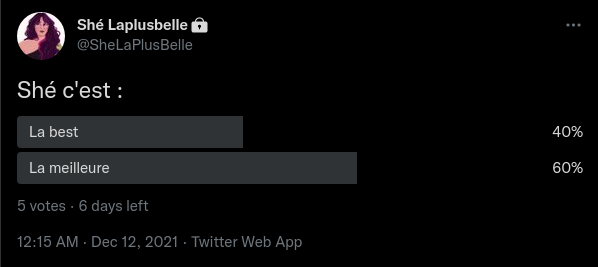 Shé Laplusbelle
@SheLaPlusBelle
Shé c'est :
La best 40%
La meilleure 60%
5 votes · 6 days left
12:15 AM · Dec 12, 2021 · Twitter Web App